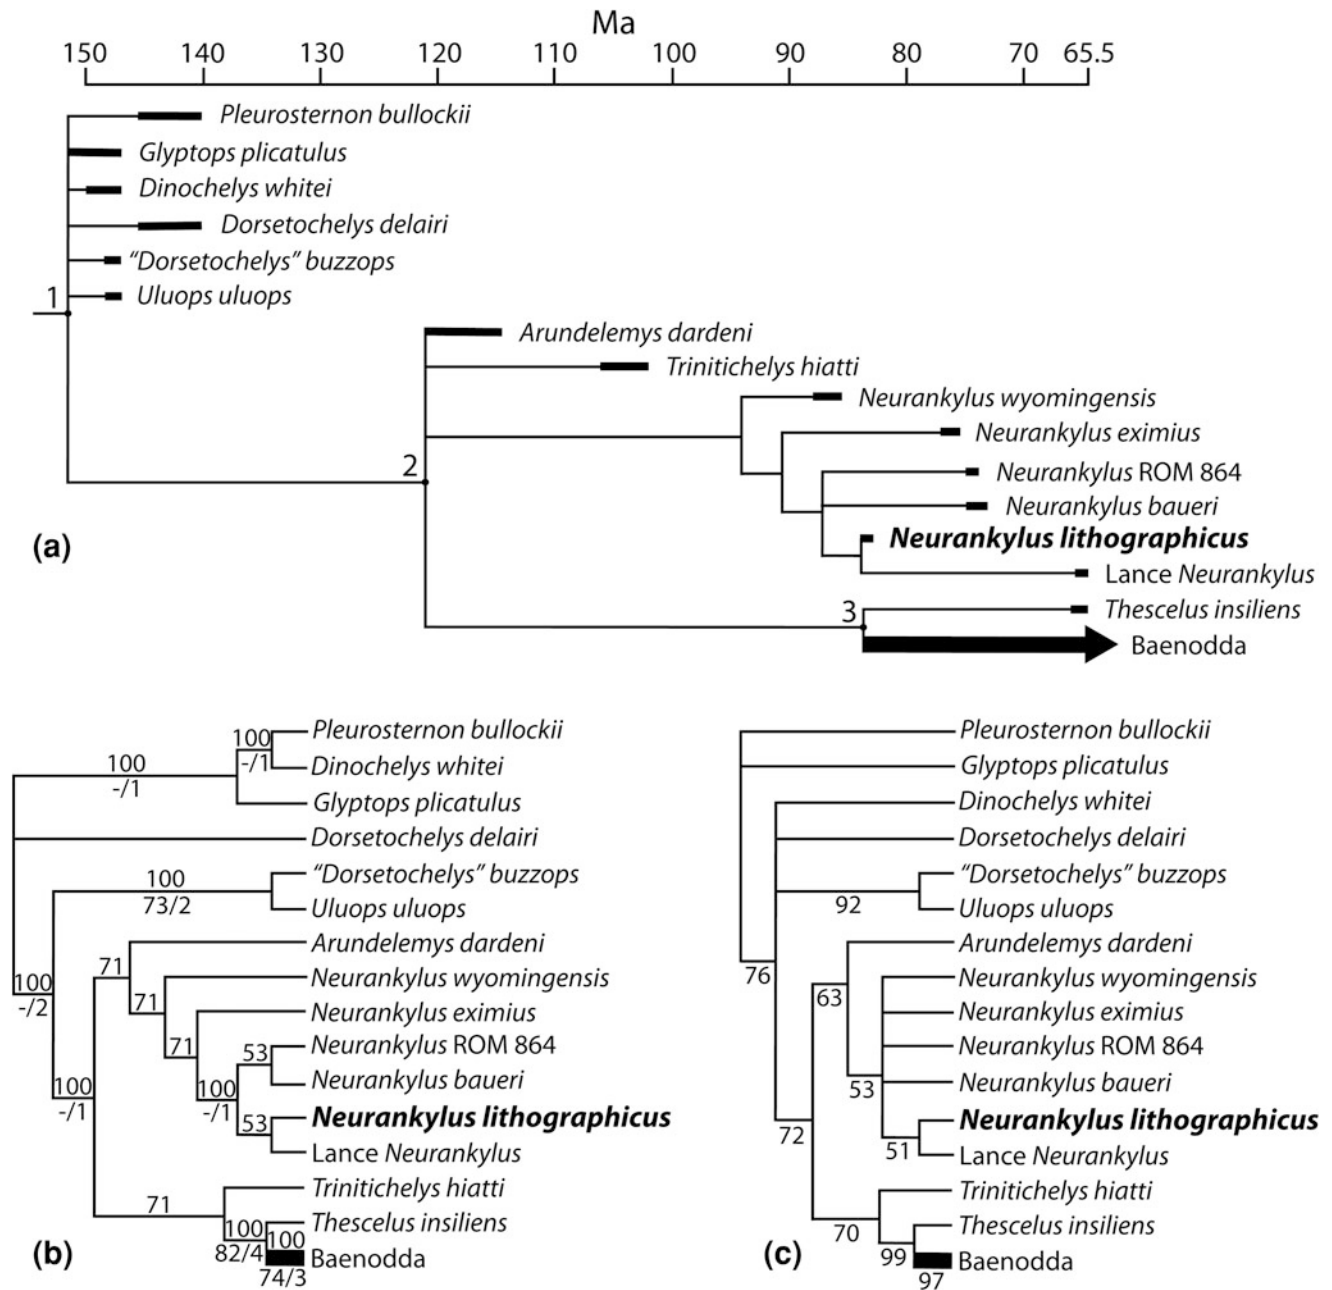 Ma
150 140 130 120 110 100 90 80 70 65.5
Pleurosternon bullockii
Glyptops plicatulus
Dinochelys whitei
Dorsetochelys delairi
“Dorsetochelys” buzzops
1
Uluops uluops
Arundelemys dardeni
Trinitichelys hiatti
Neurankylus wyomingensis
Neurankylus eximius
2
Neurankylus ROM 864
Neurankylus baueri
(a)
Neurankylus lithographicus
Lance Neurankylus
3
Thescelus insiliens
Baenodda
Pleurosternon bullockii
100
-/1
Dinochelys whitei
100
-/1
Glyptops plicatulus
Dorsetochelys delairi
“Dorsetochelys” buzzops
100
73/2
Uluops uluops
Arundelemys dardeni
71
100
-/2
Neurankylus wyomingensis
71
Neurankylus eximius
71
Neurankylus ROM 864
53
Neurankylus baueri
100
-/1
100
-/1
Neurankylus lithographicus
53
Lance Neurankylus
Trinitichelys hiatti
71
Thescelus insiliens
100
82/4
100
Baenodda
74/3
(b)
Pleurosternon bullockii
Glyptops plicatulus
Dinochelys whitei
Dorsetochelys delairi
“Dorsetochelys” buzzops
92
Uluops uluops
Arundelemys dardeni
76
Neurankylus wyomingensis
63
Neurankylus eximius
Neurankylus ROM 864
Neurankylus baueri
53
Neurankylus lithographicus
72
51
Lance Neurankylus
Trinitichelys hiatti
70
Thescelus insiliens
99
Baenodda
97
(c)